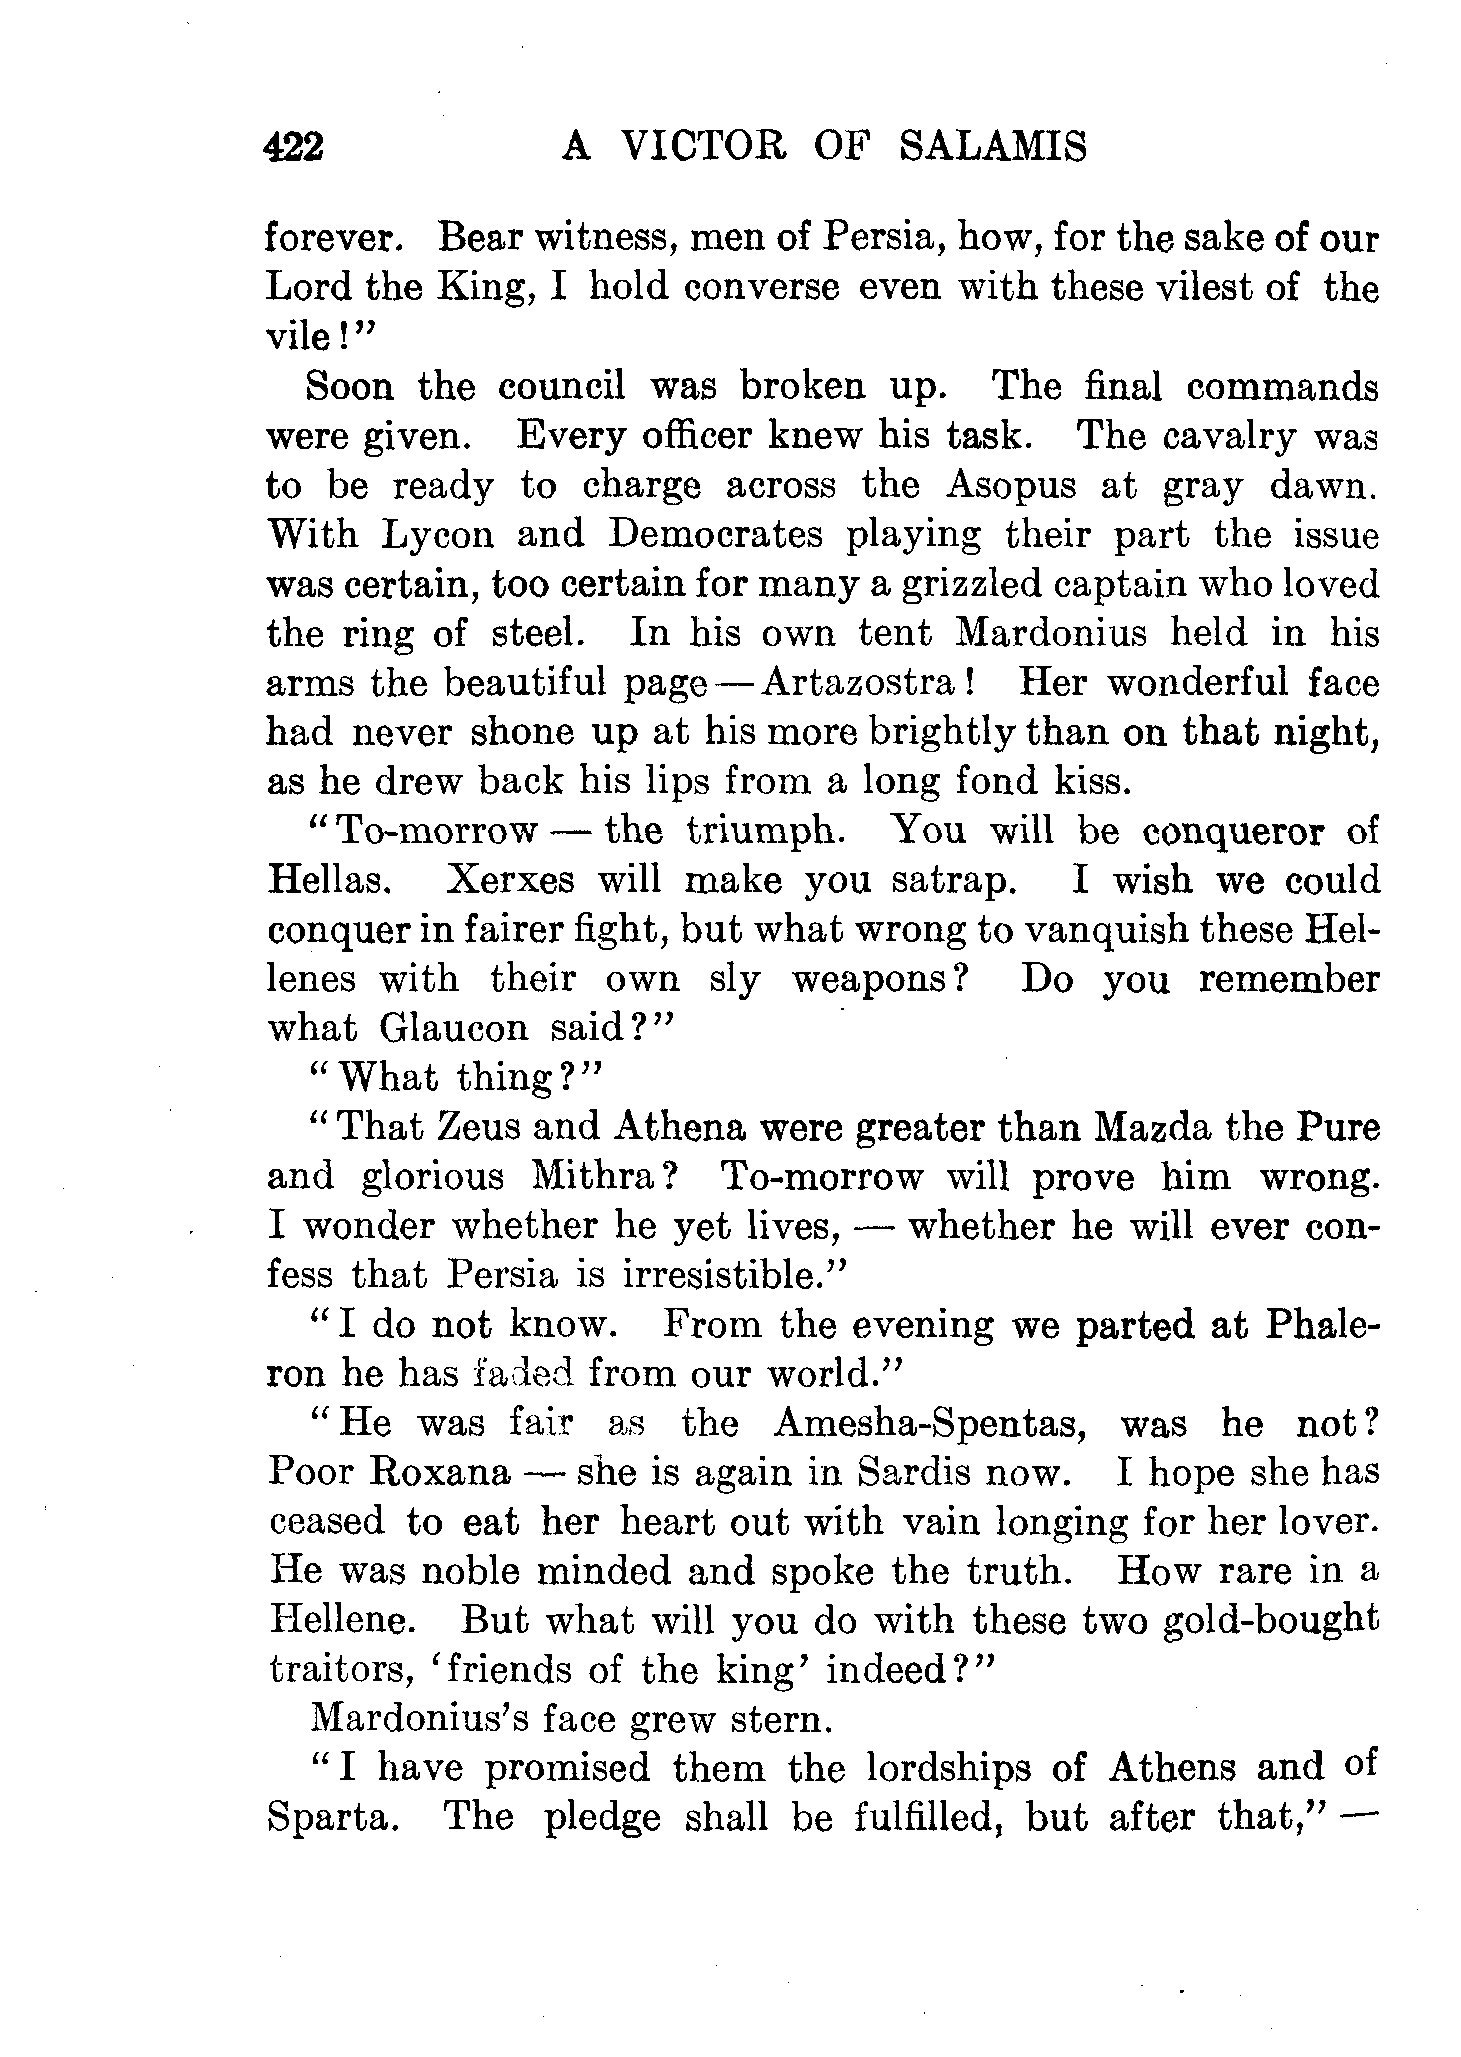 422 A VICTOR OF SALAMIS
forever. Bear witness, men of Persia, how, for the sake of our
Lord the King, I hold converse even with these vilest of the
vile!"
Soon the council was broken up. The final commands
were given. Every officer knew his task. The cavalry was
to be ready to charge across the Asopus at gray dawn.
With Lycon and Democrates playing their part the issue
was certain, too certain for many a grizzled captain who loved
the ring of steel. In his own tent Mardonius held in his
arms the beautiful page—Artazostra! Her wonderful face
had never shone up at his more brightly than on that night,
as he drew back his lips from a long fond kiss.
"To-morrow — the triumph. You will be conqueror of
Hellas. Xerxes will make you satrap. I wish we could
conquer in fairer fight, but what wrong to vanquish these Hel-
lenes with their own sly weapons? Do you remember
what Glaucon said?"
"What thing?"
"That Zeus and Athena were greater than Mazda the Pure
and glorious Mithra? To-morrow will prove him wrong.
I wonder whether he yet lives, — whether he will ever con-
fess that Persia is irresistible."
"I do not know. From the evening we parted at Phale-
ron he has faded from our world."
"He was fair as the Amesha-Spentas, was he not?
Poor Roxana — she is again in Sardis now. I hope she has
ceased to eat her heart out with vain longing for her lover.
He was noble minded and spoke the truth. How rare in a
Hellene. But what will you do with these two gold-bought
traitors, 'friends of the king' indeed?"
Mardonius's face grew stern.
"I have promised them the lordships of Athens and of
Sparta. The pledge shall be fulfilled, but after that," —